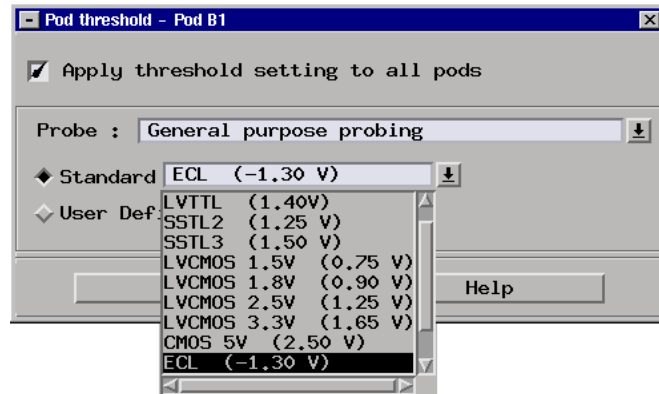 Pod threshold - Pod B1
Apply threshold setting to all pods
Probe : General purpose probing
Standard ECL (-1.30 V)
User Def
LVTTL (1.40V)
SSTL2 (1.25 V)
SSTL3 (1.50 V)
LVCMOS 1.5V (0.75 V)
LVCMOS 1.8V (0.90 V)
LVCMOS 2.5V (1.25 V)
LVCMOS 3.3V (1.65 V)
CMOS 5V (2.50 V)
ECL (-1.30 V)
Help